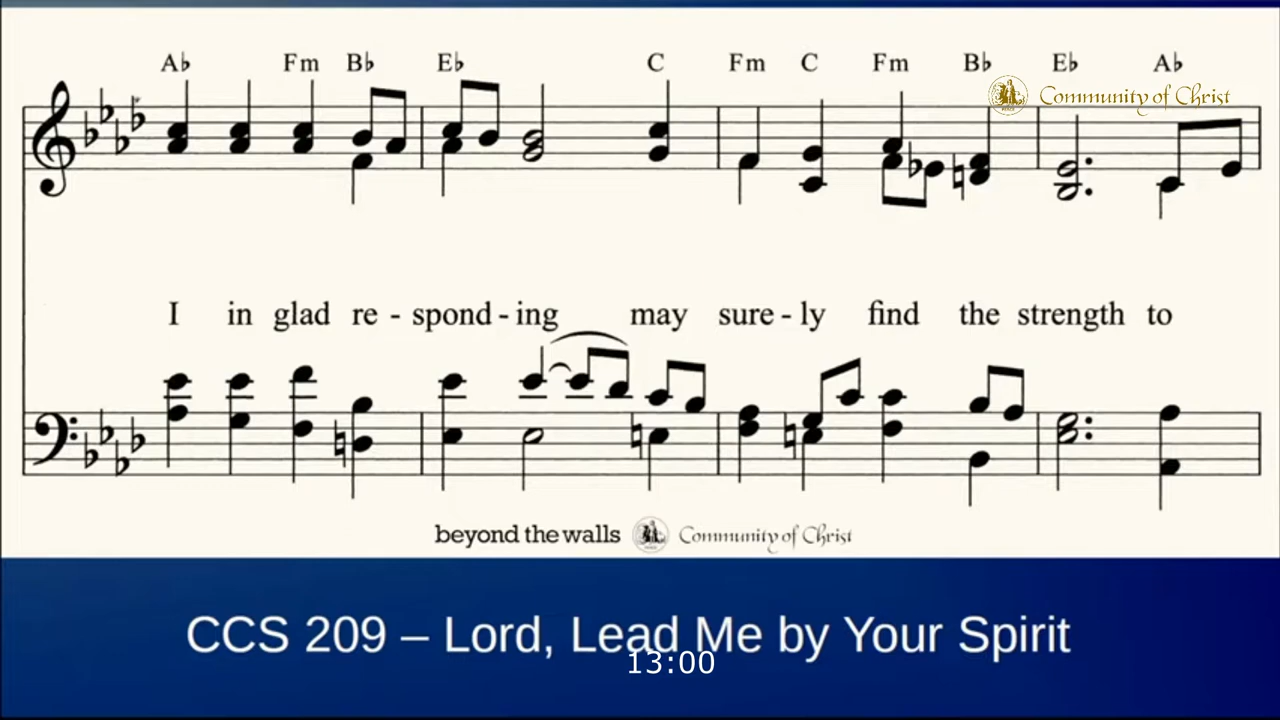 A♭ Fm B♭ E♭ C Fm C Fm B♭ E♭ A♭
Community of Christ
I in glad re - spond - ing may sure - ly find the strength to
beyond the walls Community of Christ
CCS 209 – Lord, Lead Me by Your Spirit
13:00